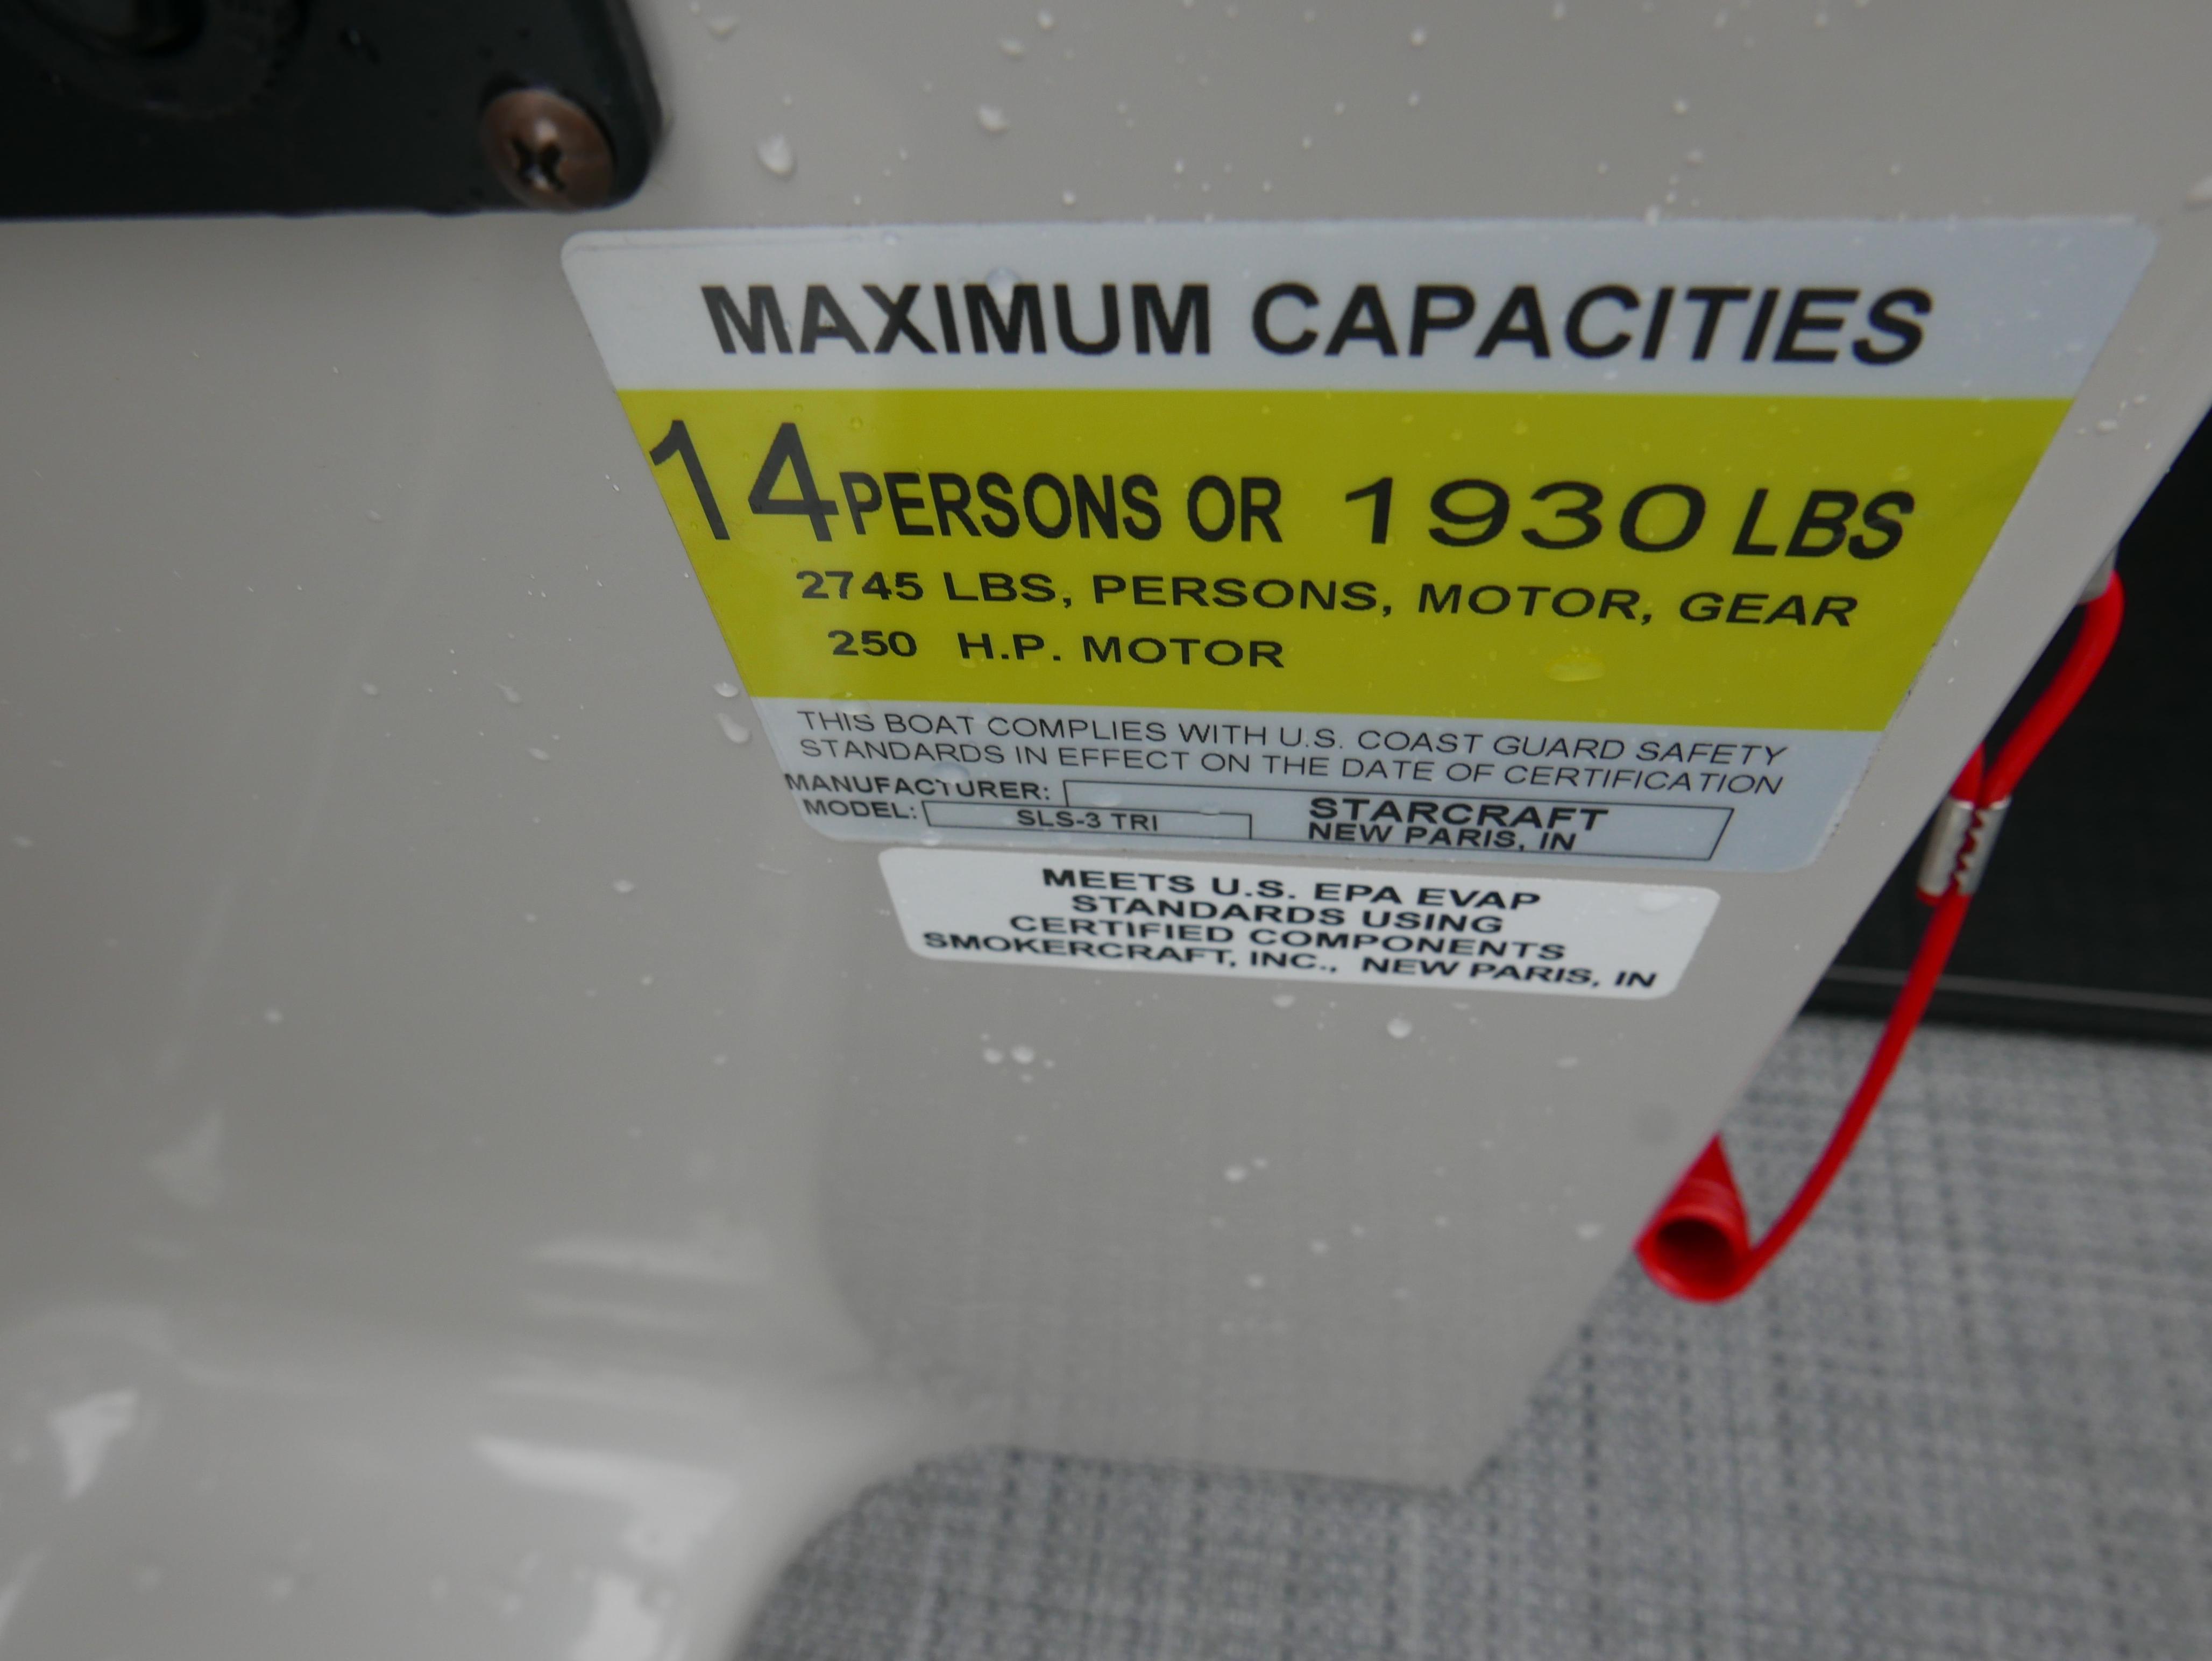 MAXIMUM CAPACITIES
14 PERSONS OR 1930 LBS
2745 LBS, PERSONS, MOTOR, GEAR
250 H.P. MOTOR
THIS BOAT COMPLIES WITH U.S. COAST GUARD SAFETY
STANDARDS IN EFFECT ON THE DATE OF CERTIFICATION
MANUFACTURER: STARCRAFT
MODEL: SLS-3 TRI NEW PARIS, IN
MEETS U.S. EPA EVAP
STANDARDS USING
CERTIFIED COMPONENTS
SMOKERCRAFT, INC., NEW PARIS, IN